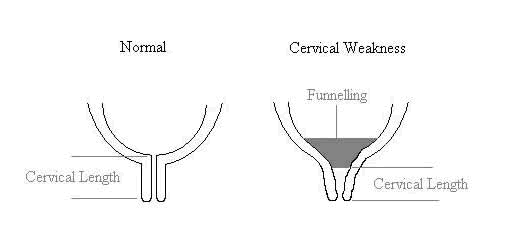 Normal
Cervical Weakness
Funnelling
Cervical Length
Cervical Length